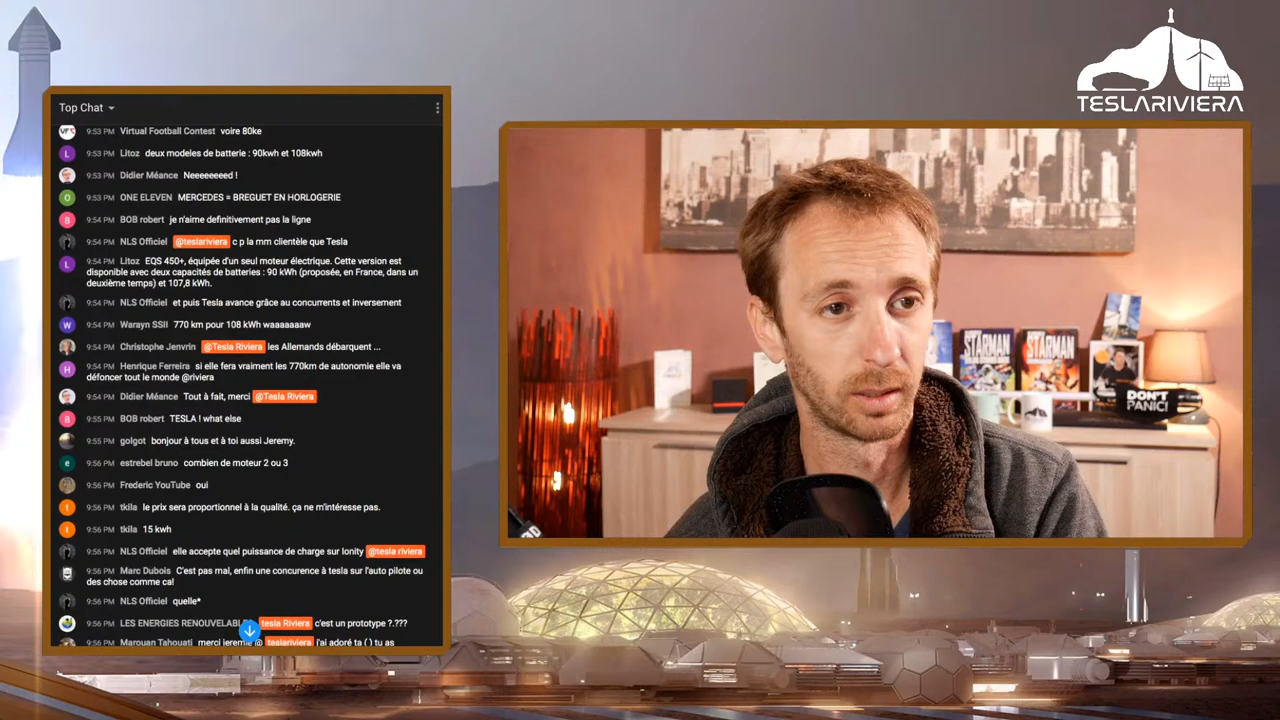 TESLARIVIERA
Top Chat
9:53 PM Virtual Football Contest voire 80ke
9:53 PM Litoz deux modeles de batterie : 90kwh et 108kwh
9:53 PM Didier Méance Neeeeeeeed !
9:53 PM ONE ELEVEN MERCEDES = BREGUET EN HORLOGERIE
9:54 PM BOB robert je n'aime definitivement pas la ligne
9:54 PM NLS Officiel @teslariviera c p la mm clientèle que Tesla
9:54 PM Litoz EQS 450+, équipée d'un seul moteur électrique. Cette version est
disponible avec deux capacités de batteries : 90 kWh (proposée, en France, dans un
deuxième temps) et 107,8 kWh.
9:54 PM NLS Officiel et puis Tesla avance grâce au concurrents et inversement
9:54 PM Warayn SSII 770 km pour 108 kWh waaaaaaaw
9:54 PM Christophe Jenvrin @Tesla Riviera les Allemands débarquent ...
9:54 PM Henrique Ferreira si elle fera vraiment les 770km de autonomie elle va
défoncer tout le monde @riviera
9:54 PM Didier Méance Tout à fait, merci @Tesla Riviera
9:55 PM BOB robert TESLA ! what else
9:55 PM golgot bonjour à tous et à toi aussi Jeremy.
9:56 PM estrebel bruno combien de moteur 2 ou 3
9:56 PM Frederic YouTube oui
9:56 PM tkila le prix sera proportionnel à la qualité. ça ne m'intéresse pas.
9:56 PM tkila 15 kwh
9:56 PM NLS Officiel elle accepte quel puissance de charge sur Ionity @tesla riviera
9:56 PM Marc Dubois C'est pas mal, enfin une concurence à tesla sur l'auto pilote ou
des chose comme ca!
9:56 PM NLS Officiel quelle*
9:56 PM LES ENERGIES RENOUVELABL tesla Riviera c'est un prototype ?.???
9:56 PM Marouan Tahouati merci jeremie @ teslariviera j'ai adoré ta ( ) tu as
STARMAN
STARMAN
DON'T
PANIC!